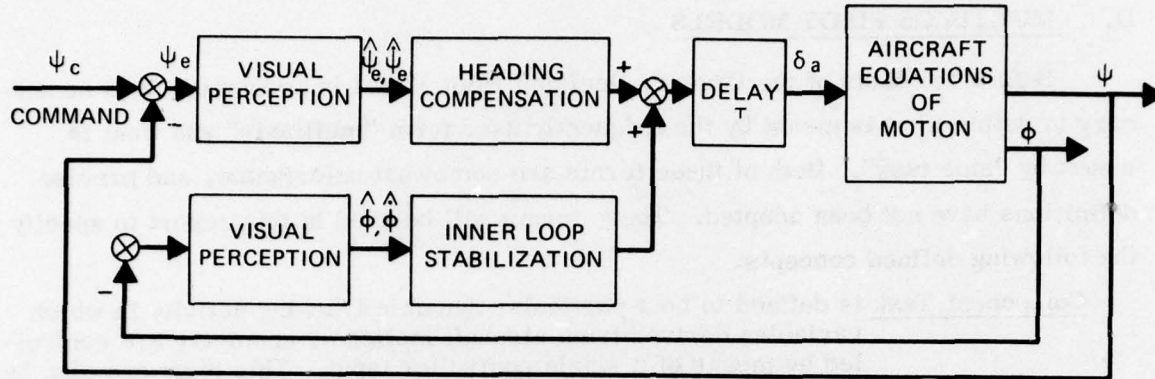 ψc
COMMAND
-
ψe
VISUAL
PERCEPTION
ψ̂e ψ̂̇e
HEADING
COMPENSATION
+
+
DELAY
τ
δa
AIRCRAFT
EQUATIONS
OF
MOTION
ψ
ϕ
-
VISUAL
PERCEPTION
ϕ̂, ϕ̂̇
INNER LOOP
STABILIZATION